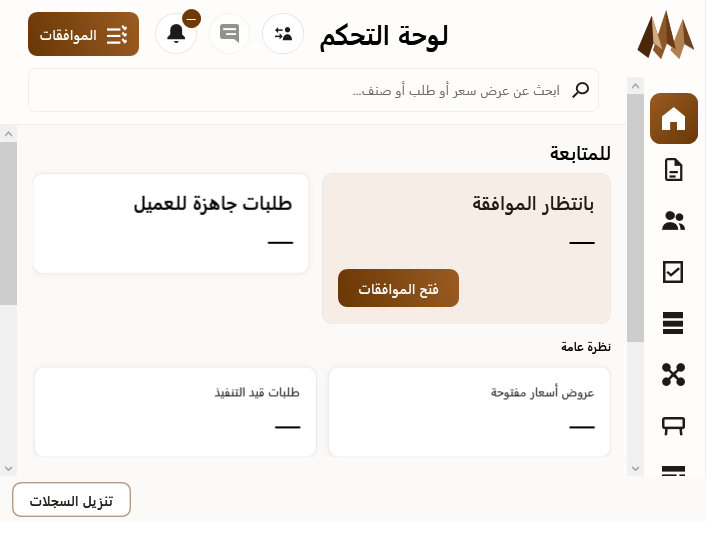 لوحة التحكم
الموافقات
ابحث عن عرض سعر أو طلب أو صنف...
للمتابعة
بانتظار الموافقة
—
فتح الموافقات
طلبات جاهزة للعميل
—
نظرة عامة
عروض أسعار مفتوحة
—
طلبات قيد التنفيذ
—
تنزيل السجلات